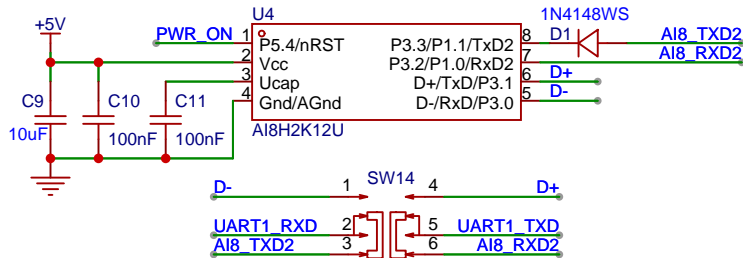 +5V
U4
1N4148WS
PWR_ON 1 P5.4/nRST P3.3/P1.1/TxD2 8 D1 AI8_TXD2
2 Vcc P3.2/P1.0/RxD2 7 AI8_RXD2
3 Ucap D+/TxD/P3.1 6 D+
4 Gnd/AGnd D-/RxD/P3.0 5 D-
C9 C10 C11
10uF 100nF 100nF AI8H2K12U
SW14
D- 1 4 D+
UART1_RXD 2 5 UART1_TXD
AI8_TXD2 3 6 AI8_RXD2